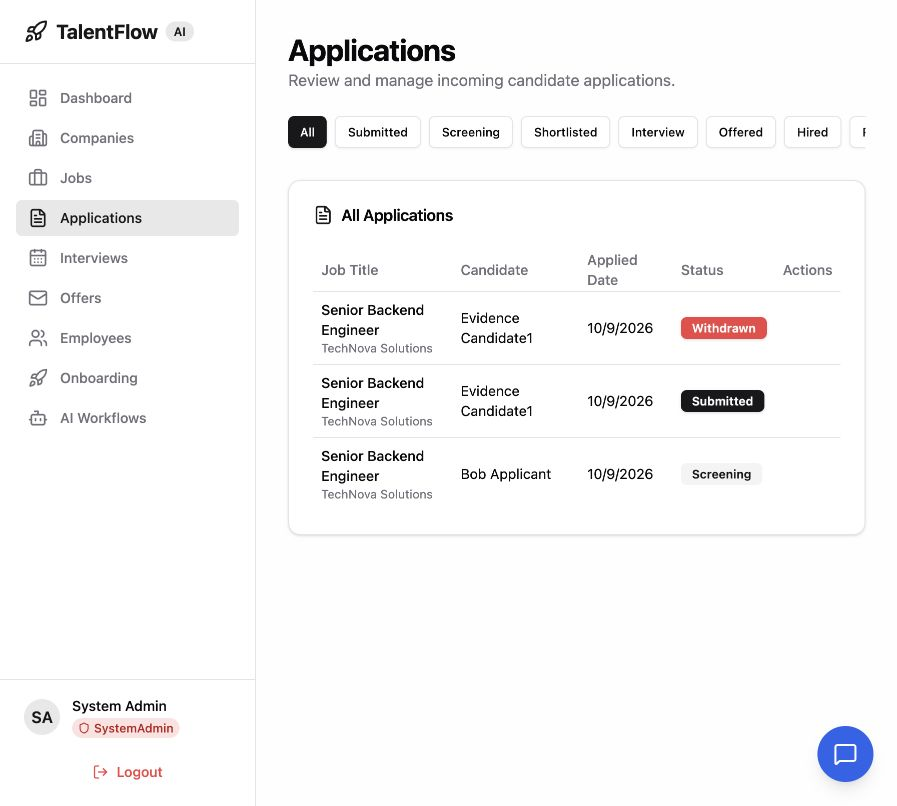 TalentFlow AI
Dashboard
Companies
Jobs
Applications
Interviews
Offers
Employees
Onboarding
AI Workflows
SA
System Admin
SystemAdmin
Logout
Applications
Review and manage incoming candidate applications.
All Submitted Screening Shortlisted Interview Offered Hired
All Applications
Job Title Candidate Applied Date Status Actions
Senior Backend Engineer
TechNova Solutions
Evidence Candidate1
10/9/2026
Withdrawn
Senior Backend Engineer
TechNova Solutions
Evidence Candidate1
10/9/2026
Submitted
Senior Backend Engineer
TechNova Solutions
Bob Applicant
10/9/2026
Screening